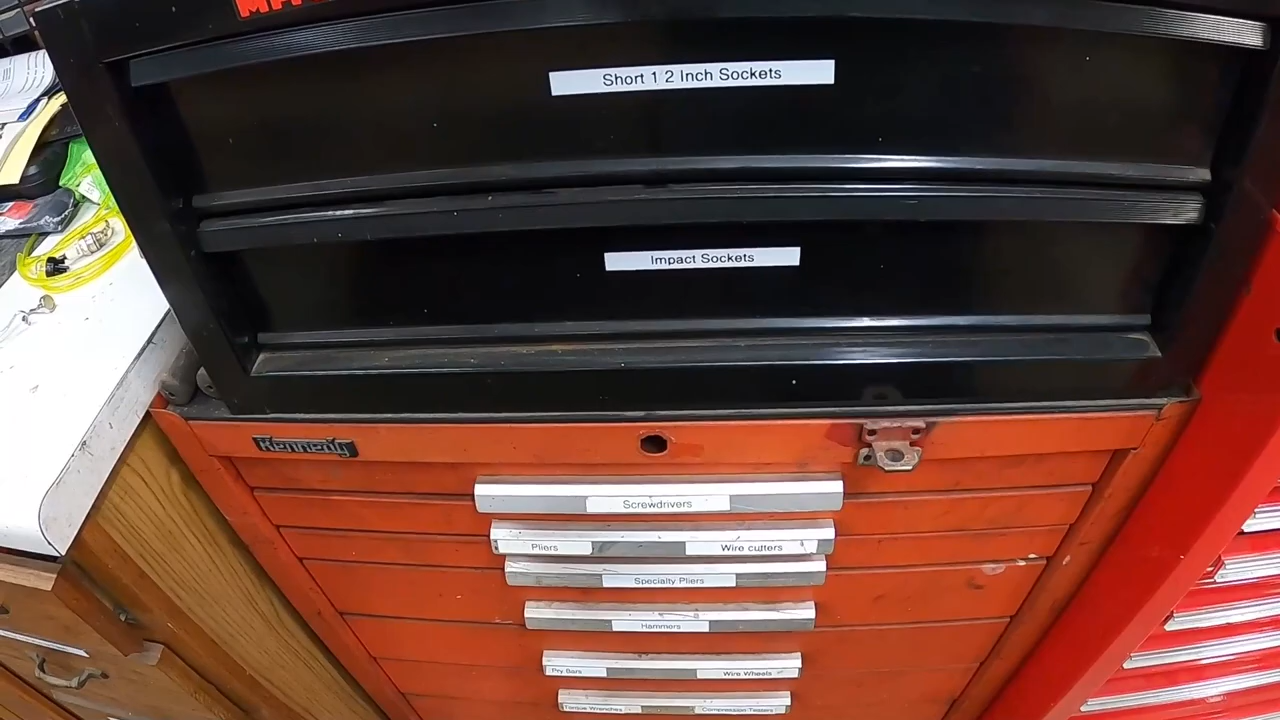 Short 1 2 Inch Sockets
Impact Sockets
Kennedy
Screwdrivers
Pliers
Wire cutters
Specialty Pliers
Hammers
Pry Bars
Wire Wheels
Torque Wrenches
Compression Testers